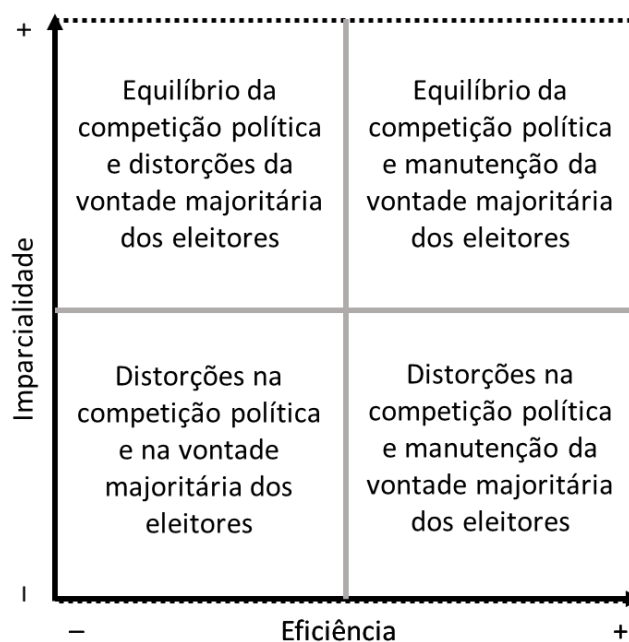 +
Equilíbrio da
competição política
e distorções da
vontade majoritária
dos eleitores
Equilíbrio da
competição política
e manutenção da
vontade majoritária
dos eleitores
Imparcialidade
Distorções na
competição política
e na vontade
majoritária dos
eleitores
Distorções na
competição política
e manutenção da
vontade majoritária
dos eleitores
–
– Eficiência +